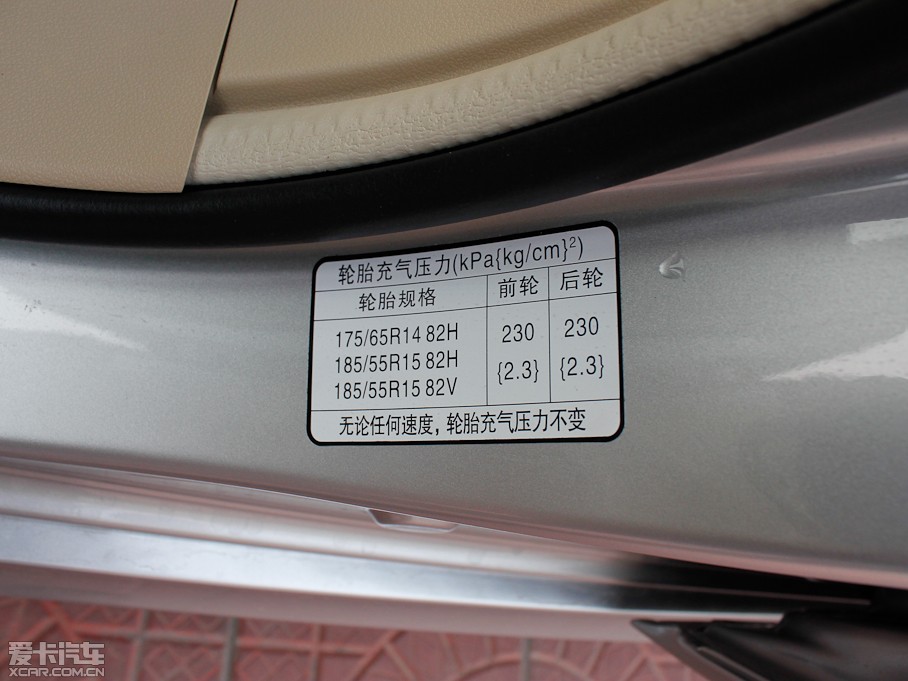 轮胎充气压力(kPa{kg/cm}²)
轮胎规格 前轮 后轮
175/65R14 82H
185/55R15 82H
185/55R15 82V
230 230
{2.3} {2.3}
无论任何速度，轮胎充气压力不变
爱卡汽车
XCAR.COM.CN